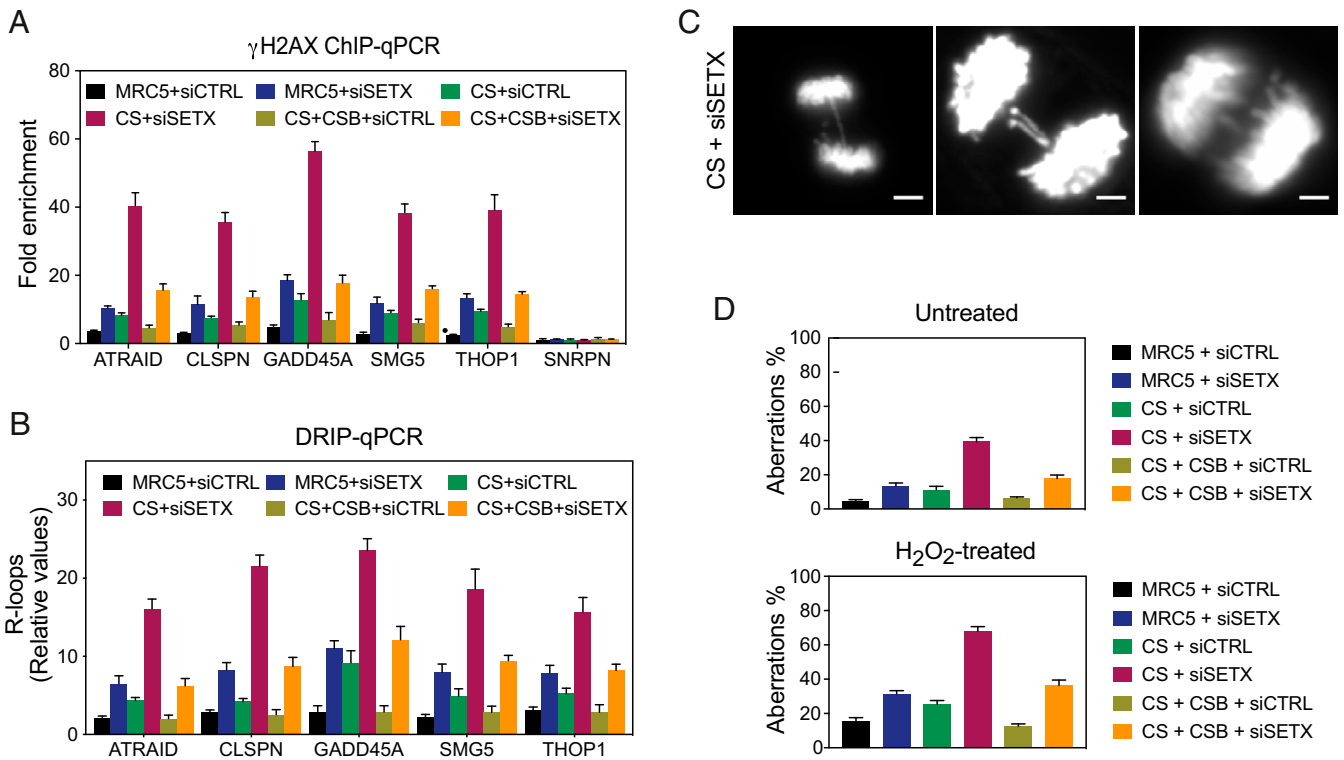 A
γH2AX ChIP-qPCR
Fold enrichment
80
60
40
20
0
MRC5+siCTRL
MRC5+siSETX
CS+siCTRL
CS+siSETX
CS+CSB+siCTRL
CS+CSB+siSETX
ATRAID
CLSPN
GADD45A
SMG5
THOP1
SNRPN
B
DRIP-qPCR
R-loops
(Relative values)
30
20
10
0
MRC5+siCTRL
MRC5+siSETX
CS+siCTRL
CS+siSETX
CS+CSB+siCTRL
CS+CSB+siSETX
ATRAID
CLSPN
GADD45A
SMG5
THOP1
C
CS + siSETX
D
Untreated
Aberrations %
100
80
60
40
20
0
MRC5 + siCTRL
MRC5 + siSETX
CS + siCTRL
CS + siSETX
CS + CSB + siCTRL
CS + CSB + siSETX
H₂O₂-treated
Aberrations %
100
80
60
40
20
0
MRC5 + siCTRL
MRC5 + siSETX
CS + siCTRL
CS + siSETX
CS + CSB + siCTRL
CS + CSB + siSETX